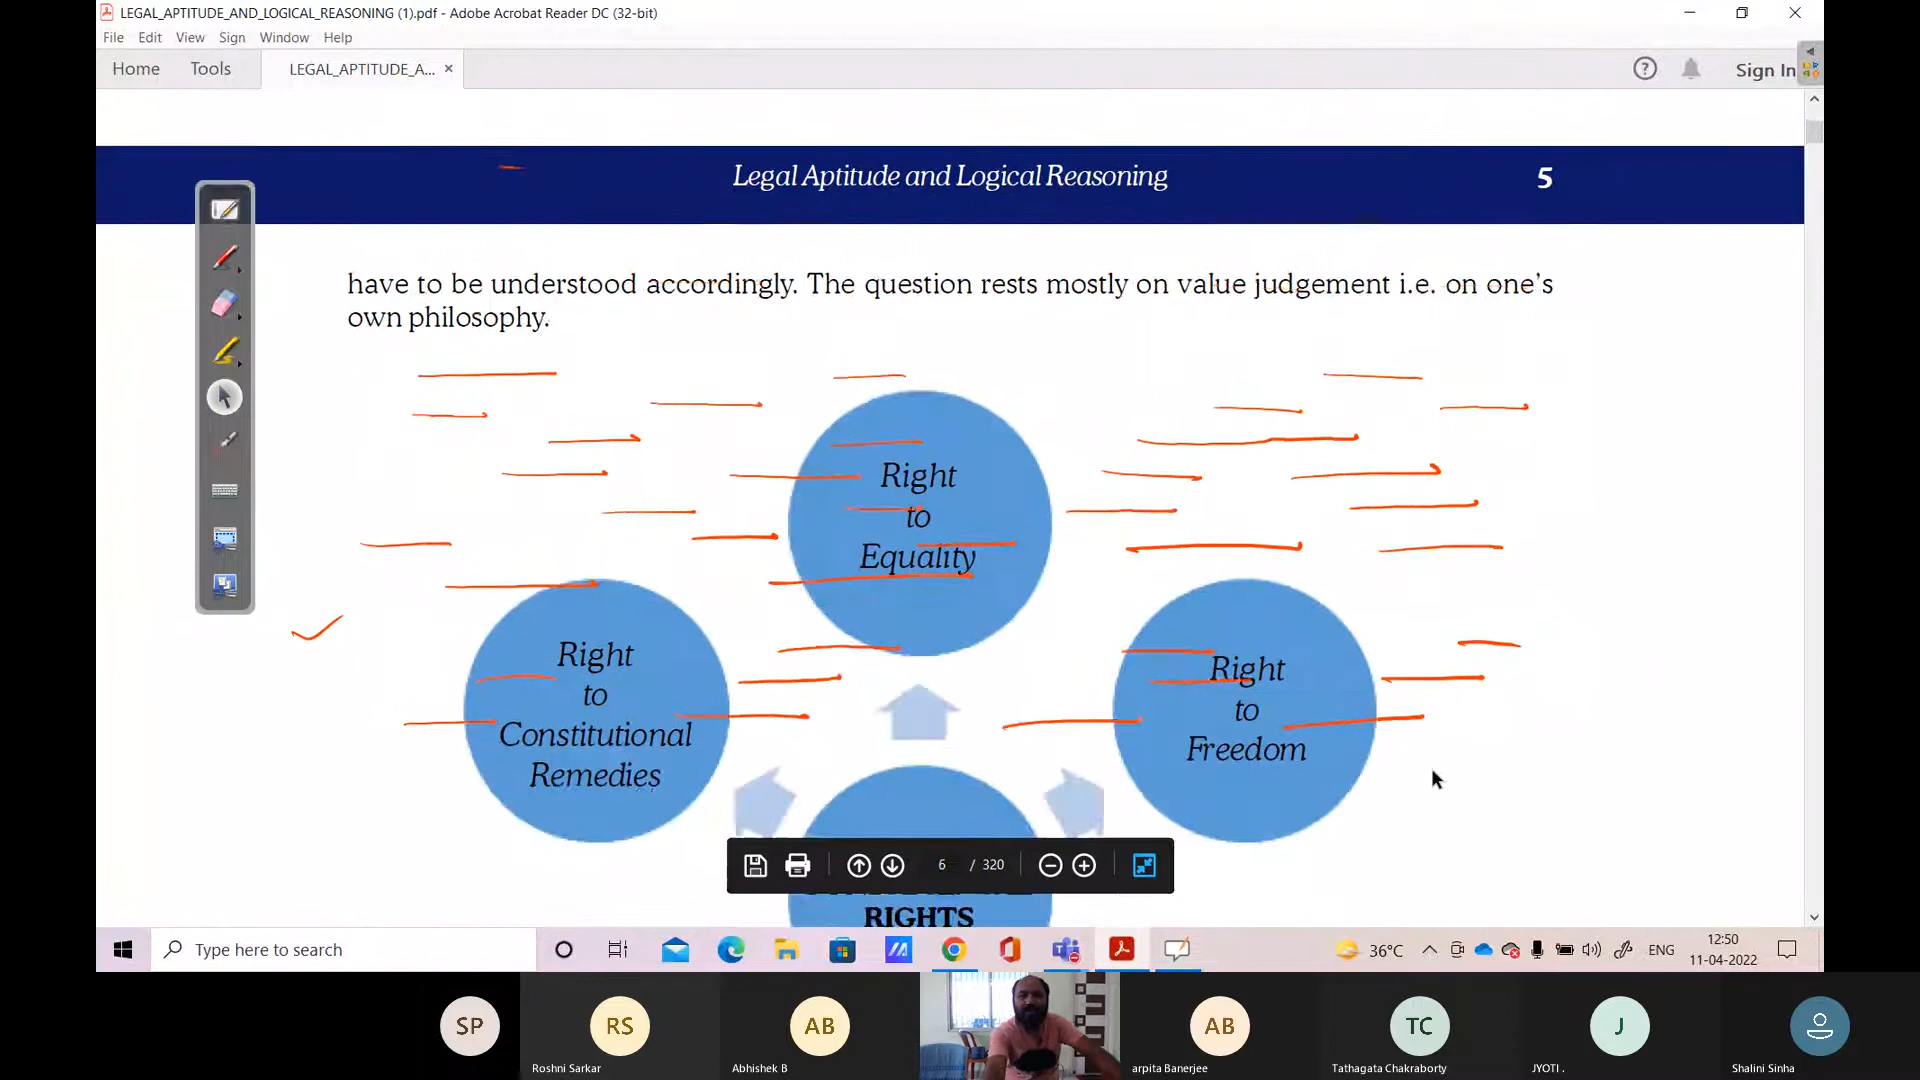 LEGAL_APTITUDE_AND_LOGICAL_REASONING (1).pdf - Adobe Acrobat Reader DC (32-bit)
File Edit View Sign Window Help
Home Tools LEGAL_APTITUDE_A... × Sign In
Legal Aptitude and Logical Reasoning 5
have to be understood accordingly. The question rests mostly on value judgement i.e. on one's
own philosophy.
Right
to
Equality
Right
to
Constitutional
Remedies
Right
to
Freedom
6 / 320
RIGHTS
Type here to search
36°C ENG 12:50
11-04-2022
SP RS AB AB TC J
Roshni Sarkar Abhishek B arpita Banerjee Tathagata Chakraborty JYOTI . Shalini Sinha